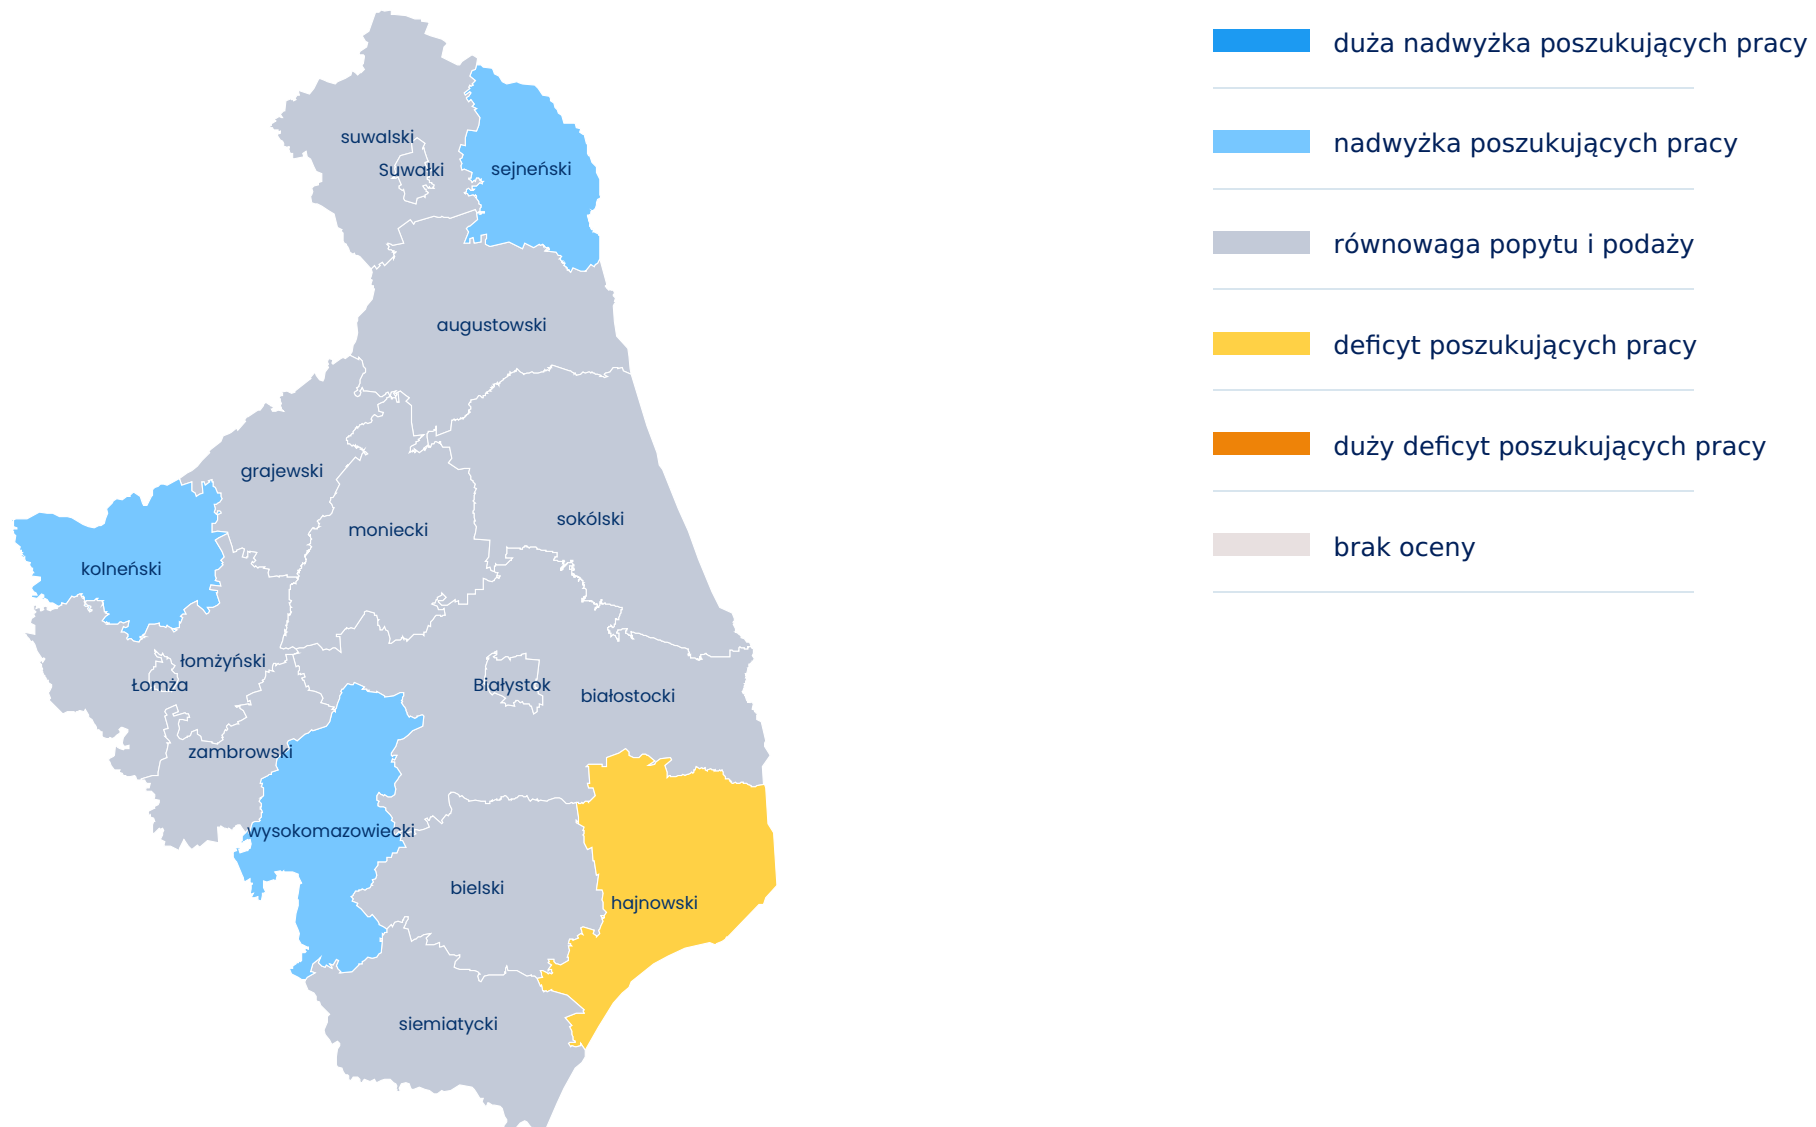 suwalski
Suwałki
sejneński
augustowski
grajewski
moniecki
sokólski
kolneński
łomżyński
Łomża
Białystok
białostocki
zambrowski
wysokomazowiecki
bielski
hajnowski
siemiatycki
duża nadwyżka poszukujących pracy
nadwyżka poszukujących pracy
równowaga popytu i podaży
deficyt poszukujących pracy
duży deficyt poszukujących pracy
brak oceny